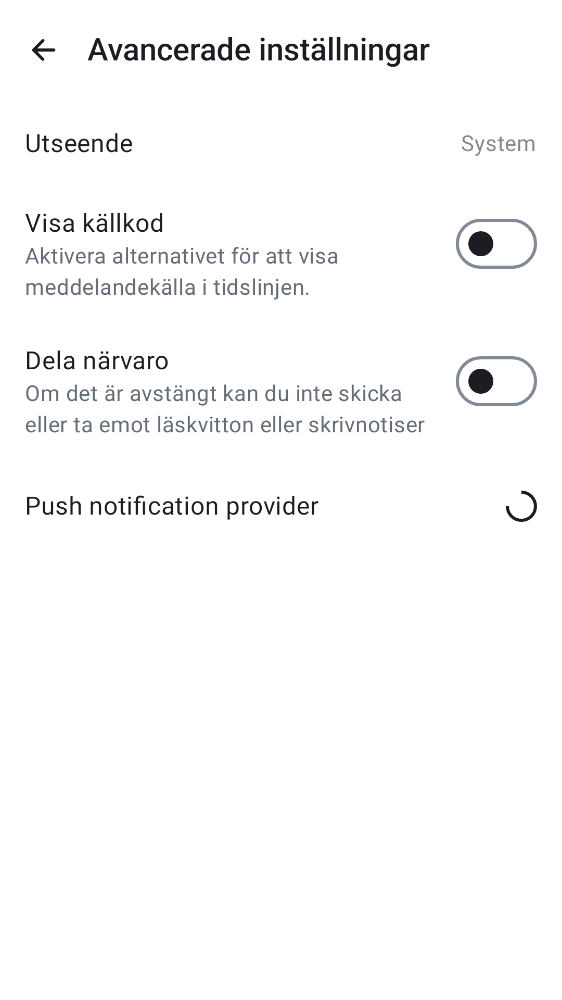 Avancerade inställningar
Utseende
System
Visa källkod
Aktivera alternativet för att visa
meddelandekälla i tidslinjen.
Dela närvaro
Om det är avstängt kan du inte skicka
eller ta emot läskvitton eller skrivnotiser
Push notification provider